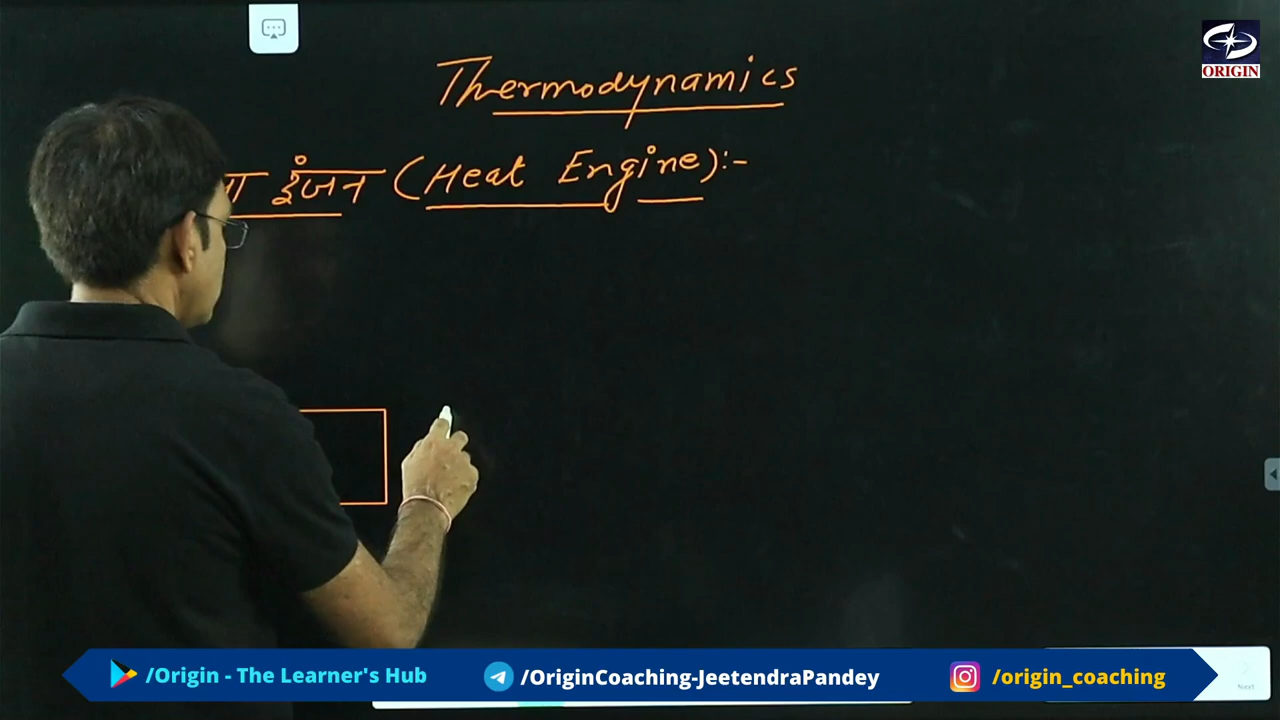 Thermodynamics
इंजन (Heat Engine):-
ORIGIN
/Origin - The Learner's Hub
/OriginCoaching-JeetendraPandey
/origin_coaching